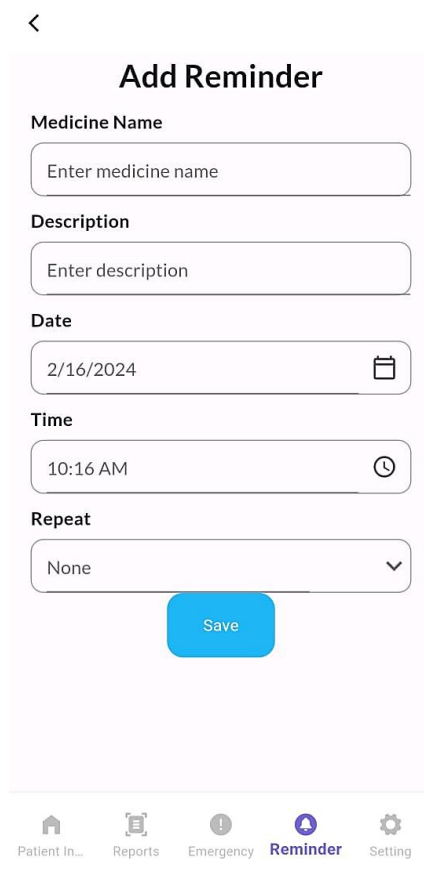 Add Reminder
Medicine Name
Enter medicine name
Description
Enter description
Date
2/16/2024
Time
10:16 AM
Repeat
None
Save
Patient In...
Reports
Emergency
Reminder
Setting